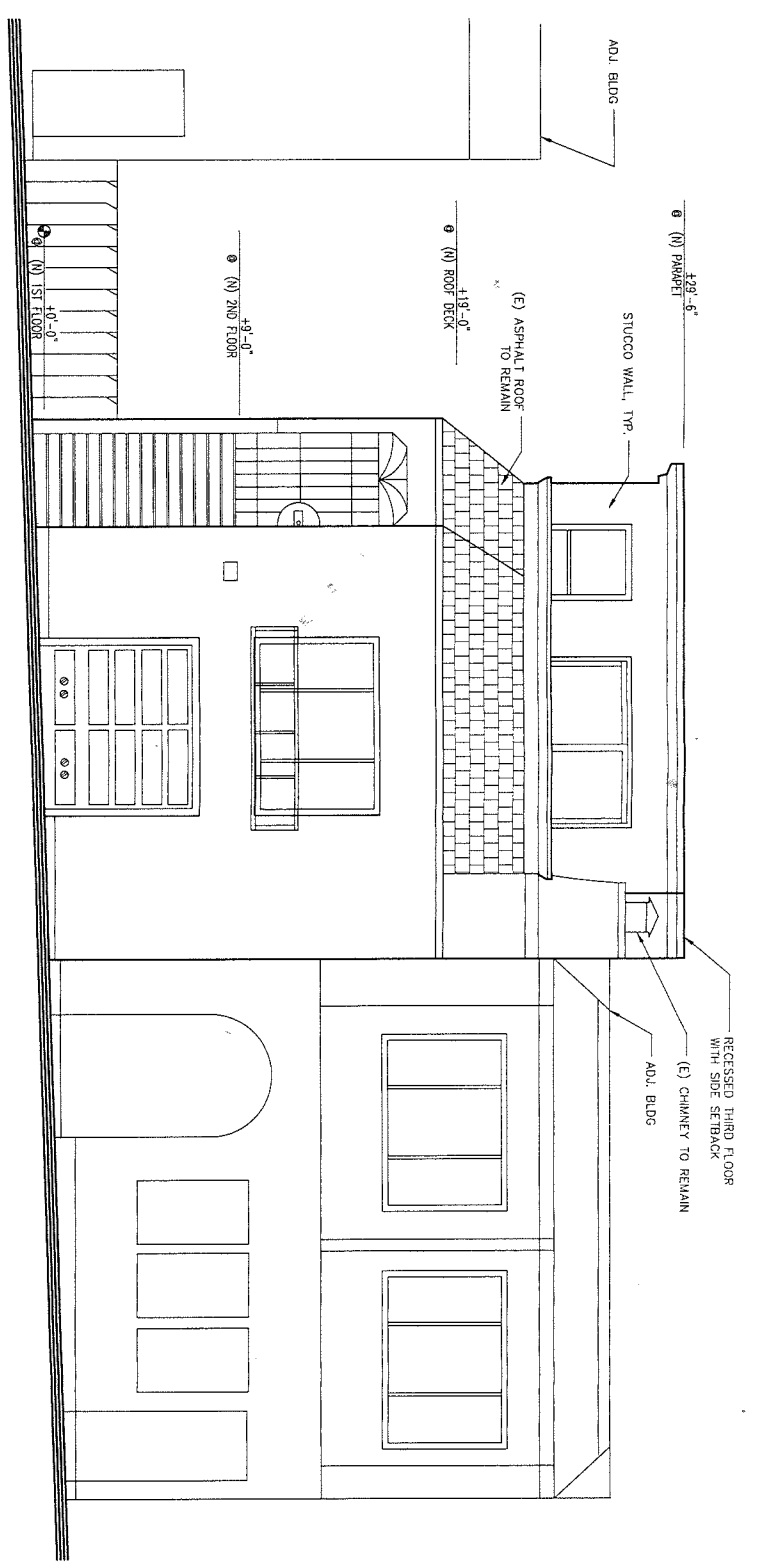 ADJ. BLDG
±29'-6"
@ (N) PARAPET
STUCCO WALL, TYP.
(E) ASPHALT ROOF
TO REMAIN
+19'-0"
@ (N) ROOF DECK
+9'-0"
@ (N) 2ND FLOOR
+0'-0"
@ (N) 1ST FLOOR
RECESSED THIRD FLOOR
WITH SIDE SETBACK
(E) CHIMNEY TO REMAIN
ADJ. BLDG